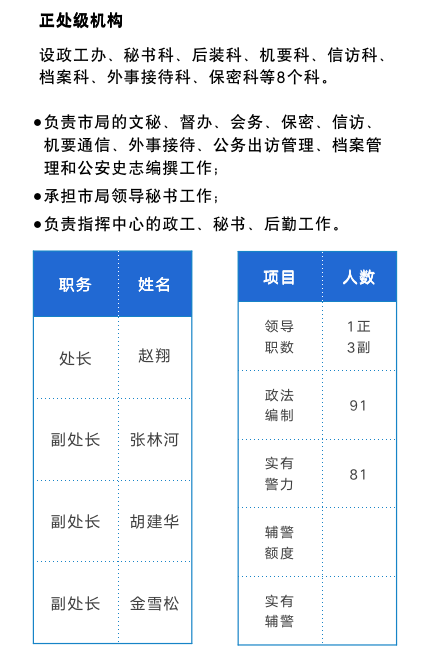 正处级机构
设政工办、秘书科、后装科、机要科、信访科、
档案科、外事接待科、保密科等8个科。
●负责市局的文秘、督办、会务、保密、信访、
机要通信、外事接待、公务出访管理、档案管
理和公安史志编撰工作；
●承担市局领导秘书工作；
●负责指挥中心的政工、秘书、后勤工作。
职务 姓名
处长 赵翔
副处长 张林河
副处长 胡建华
副处长 金雪松
项目 人数
领导 1正
职数 3副
政法
编制 91
实有
警力 81
辅警
额度
实有
辅警